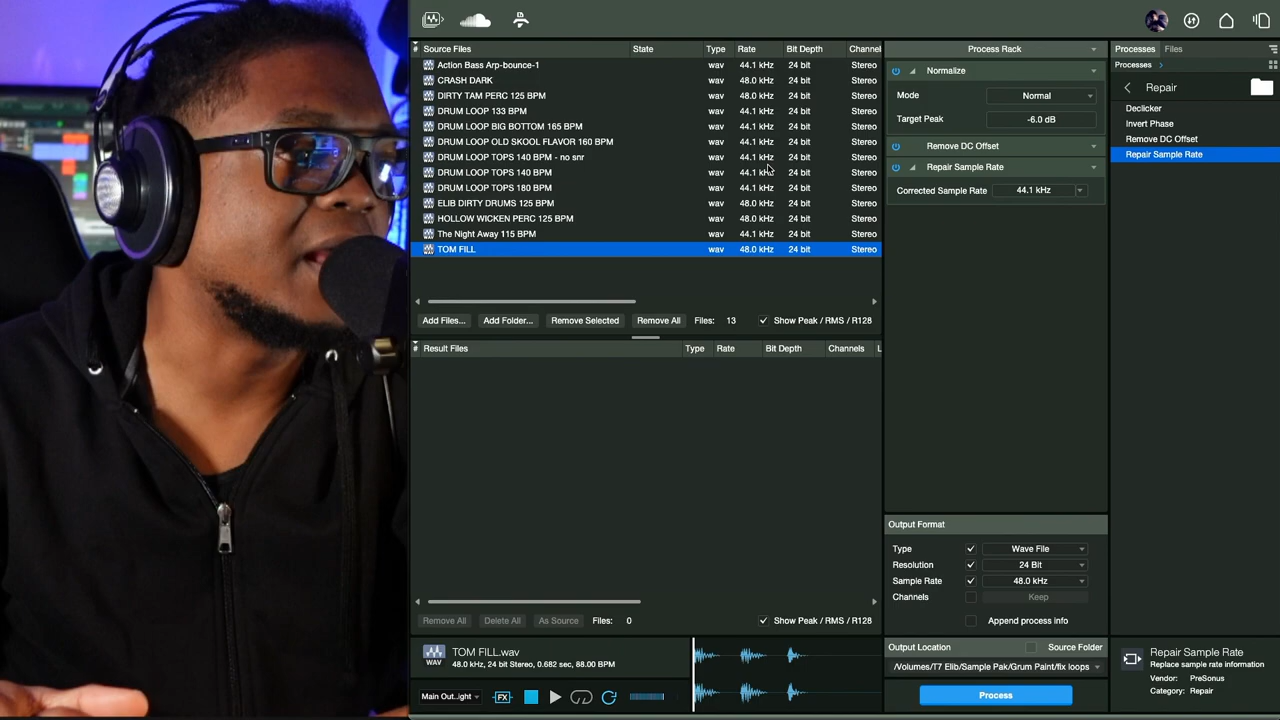 # Source Files State Type Rate Bit Depth Channel
Action Bass Arp-bounce-1 wav 44.1 kHz 24 bit Stereo
CRASH DARK wav 48.0 kHz 24 bit Stereo
DIRTY TAM PERC 125 BPM wav 48.0 kHz 24 bit Stereo
DRUM LOOP 133 BPM wav 44.1 kHz 24 bit Stereo
DRUM LOOP BIG BOTTOM 165 BPM wav 44.1 kHz 24 bit Stereo
DRUM LOOP OLD SKOOL FLAVOR 160 BPM wav 44.1 kHz 24 bit Stereo
DRUM LOOP TOPS 140 BPM - no snr wav 44.1 kHz 24 bit Stereo
DRUM LOOP TOPS 140 BPM wav 44.1 kHz 24 bit Stereo
DRUM LOOP TOPS 180 BPM wav 44.1 kHz 24 bit Stereo
ELIB DIRTY DRUMS 125 BPM wav 48.0 kHz 24 bit Stereo
HOLLOW WICKEN PERC 125 BPM wav 48.0 kHz 24 bit Stereo
The Night Away 115 BPM wav 44.1 kHz 24 bit Stereo
TOM FILL wav 48.0 kHz 24 bit Stereo
Add Files... Add Folder... Remove Selected Remove All Files: 13 Show Peak / RMS / R128
# Result Files Type Rate Bit Depth Channels L
Remove All Delete All As Source Files: 0 Show Peak / RMS / R128
WAV
TOM FILL.wav
48.0 kHz, 24 bit Stereo, 0.682 sec, 88.00 BPM
Main Out..ight FX
Process Rack
Normalize
Mode Normal
Target Peak -6.0 dB
Remove DC Offset
Repair Sample Rate
Corrected Sample Rate 44.1 kHz
Output Format
Type Wave File
Resolution 24 Bit
Sample Rate 48.0 kHz
Channels Keep
Append process info
Output Location Source Folder
/Volumes/T7 Elib/Sample Pak/Grum Paint/fix loops
Process
Processes Files
Processes
Repair
Declicker
Invert Phase
Remove DC Offset
Repair Sample Rate
Repair Sample Rate
Replace sample rate information
Vendor: PreSonus
Category: Repair